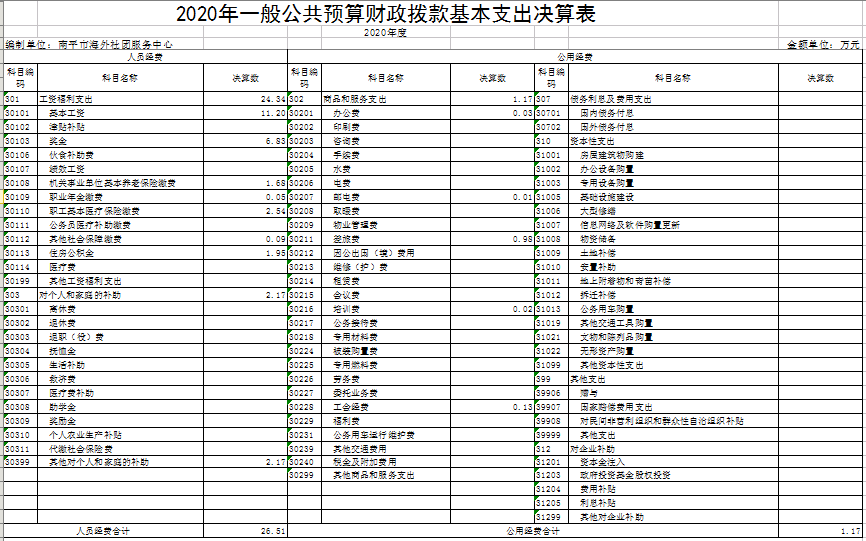 2020年一般公共预算财政拨款基本支出决算表
2020年度
编制单位：南平市海外社团服务中心 金额单位：万元
人员经费 公用经费
科目编码 科目名称 决算数 科目编码 科目名称 决算数 科目编码 科目名称 决算数
301 工资福利支出 24.34 302 商品和服务支出 1.17 307 债务利息及费用支出
30101 基本工资 11.20 30201 办公费 0.03 30701 国内债务付息
30102 津贴补贴 30202 印刷费 30702 国外债务付息
30103 奖金 6.83 30203 咨询费 310 资本性支出
30106 伙食补助费 30204 手续费 31001 房屋建筑物购建
30107 绩效工资 30205 水费 31002 办公设备购置
30108 机关事业单位基本养老保险缴费 1.68 30206 电费 31003 专用设备购置
30109 职业年金缴费 0.05 30207 邮电费 0.01 31005 基础设施建设
30110 职工基本医疗保险缴费 2.54 30208 取暖费 31006 大型修缮
30111 公务员医疗补助缴费 30209 物业管理费 31007 信息网络及软件购置更新
30112 其他社会保障缴费 0.09 30211 差旅费 0.98 31008 物资储备
30113 住房公积金 1.95 30212 因公出国（境）费用 31009 土地补偿
30114 医疗费 30213 维修（护）费 31010 安置补助
30199 其他工资福利支出 30214 租赁费 31011 地上附着物和青苗补偿
303 对个人和家庭的补助 2.17 30215 会议费 31012 拆迁补偿
30301 离休费 30216 培训费 0.02 31013 公务用车购置
30302 退休费 30217 公务接待费 31019 其他交通工具购置
30303 退职（役）费 30218 专用材料费 31021 文物和陈列品购置
30304 抚恤金 30224 被装购置费 31022 无形资产购置
30305 生活补助 30225 专用燃料费 31099 其他资本性支出
30306 救济费 30226 劳务费 399 其他支出
30307 医疗费补助 30227 委托业务费 39906 赠与
30308 助学金 30228 工会经费 0.13 39907 国家赔偿费用支出
30309 奖励金 30229 福利费 39908 对民间非营利组织和群众性自治组织补贴
30310 个人农业生产补贴 30231 公务用车运行维护费 39999 其他支出
30311 代缴社会保险费 30239 其他交通费用 312 对企业补助
30399 其他对个人和家庭的补助 2.17 30240 税金及附加费用 31201 资本金注入
30299 其他商品和服务支出 31203 政府投资基金股权投资
31204 费用补贴
31205 利息补贴
31299 其他对企业补助
人员经费合计 26.51 公用经费合计 1.17